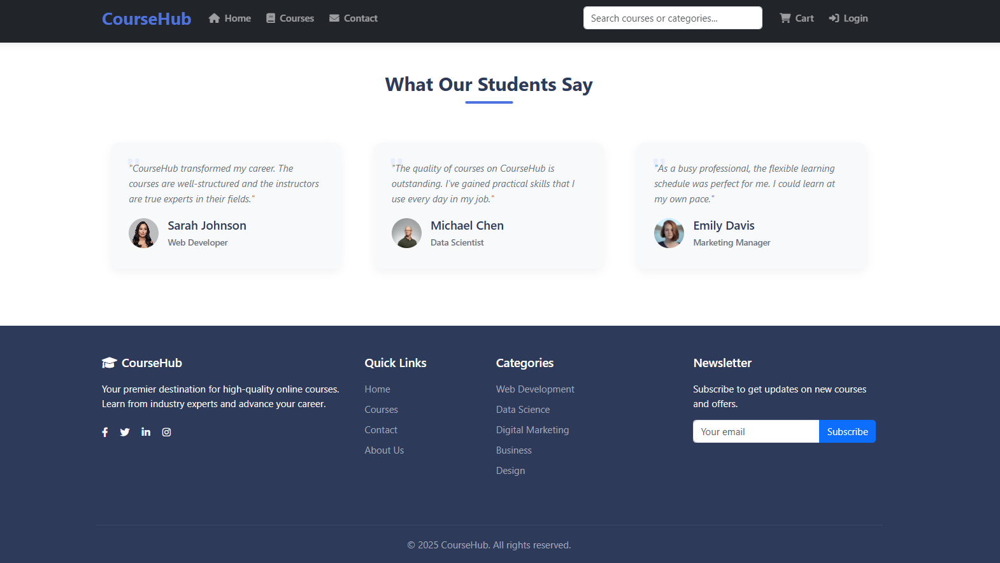 CourseHub Home Courses Contact Search courses or categories... Cart Login
What Our Students Say
"
"CourseHub transformed my career. The
courses are well-structured and the instructors
are true experts in their fields."
Sarah Johnson
Web Developer
"
"The quality of courses on CourseHub is
outstanding. I've gained practical skills that I
use every day in my job."
Michael Chen
Data Scientist
"
"As a busy professional, the flexible learning
schedule was perfect for me. I could learn at
my own pace."
Emily Davis
Marketing Manager
CourseHub
Your premier destination for high-quality online courses.
Learn from industry experts and advance your career.
Quick Links
Home
Courses
Contact
About Us
Categories
Web Development
Data Science
Digital Marketing
Business
Design
Newsletter
Subscribe to get updates on new courses
and offers.
Your email Subscribe
© 2025 CourseHub. All rights reserved.